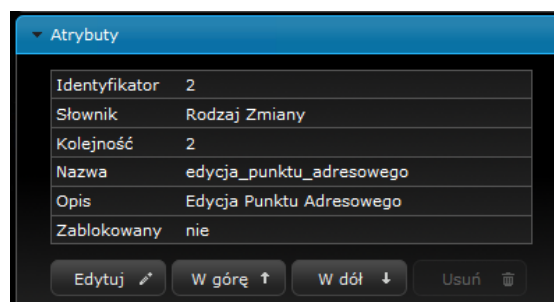 Atrybuty
Identyfikator 2
Słownik Rodzaj Zmiany
Kolejność 2
Nazwa edycja_punktu_adresowego
Opis Edycja Punktu Adresowego
Zablokowany nie
Edytuj W górę W dół Usuń